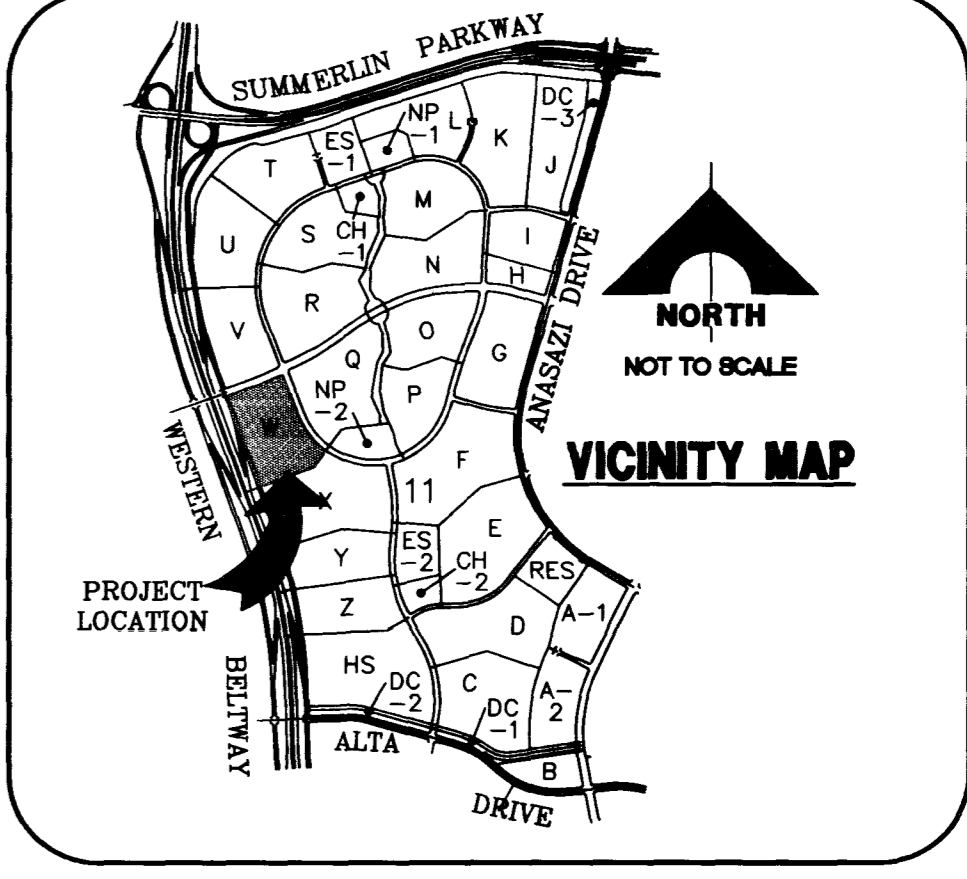 SUMMERLIN PARKWAY
DC
-3
NP
-1
L
K
ES
-1
J
T
M
CH
-1
S
I
U
N
H
R
ANASAZI DRIVE
NORTH
NOT TO SCALE
V
O
Q
G
NP
-2
P
W
VICINITY MAP
WESTERN
F
11
X
E
ES
-2
Y
CH
-2
RES
PROJECT
LOCATION
A-1
Z
D
HS
DC
-2
C
A-
2
DC
-1
BELTWAY
ALTA
B
DRIVE